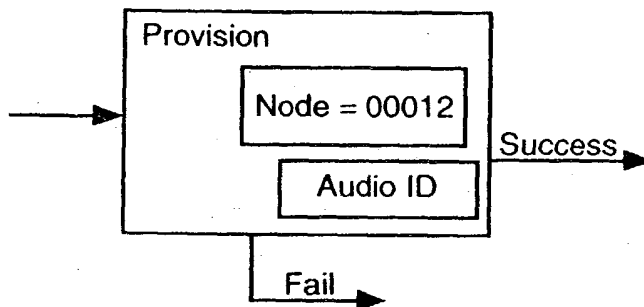 Provision
Node = 00012
Success
Audio ID
Fail